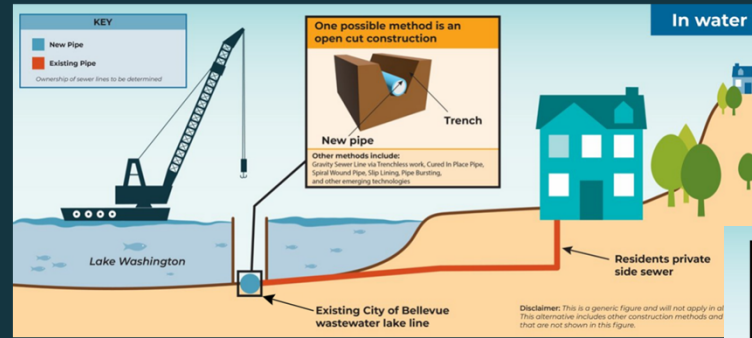 KEY
New Pipe
Existing Pipe
Ownership of sewer lines to be determined
One possible method is an
open cut construction
Trench
New pipe
Other methods include:
Gravity Sewer Line via Trenchless work, Cured In Place Pipe,
Spiral Wound Pipe, Slip Lining, Pipe Bursting,
and other emerging technologies
In water
Lake Washington
Residents private
side sewer
Existing City of Bellevue
wastewater lake line
Disclaimer: This is a generic figure and will not apply in
This alternative includes other construction methods and
that are not shown in this figure.